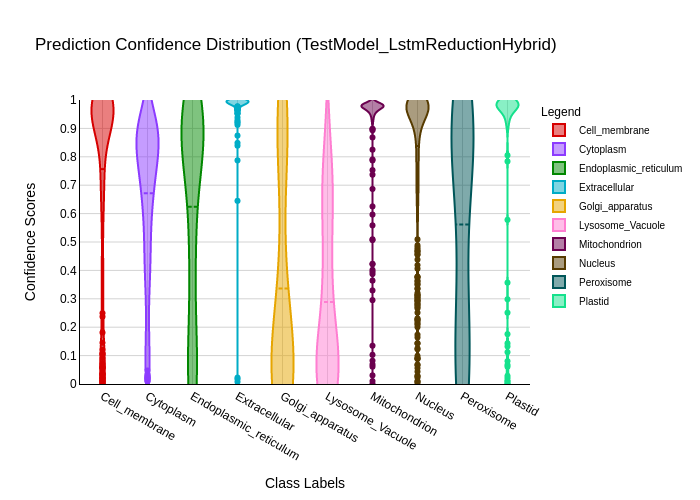 Prediction Confidence Distribution (TestModel_LstmReductionHybrid)
Legend
Cell_membrane
Cytoplasm
Endoplasmic_reticulum
Extracellular
Golgi_apparatus
Lysosome_Vacuole
Mitochondrion
Nucleus
Peroxisome
Plastid
Confidence Scores
1
0.9
0.8
0.7
0.6
0.5
0.4
0.3
0.2
0.1
0
Cell_membrane
Cytoplasm
Endoplasmic_reticulum
Extracellular
Golgi_apparatus
Lysosome_Vacuole
Mitochondrion
Nucleus
Peroxisome
Plastid
Class Labels